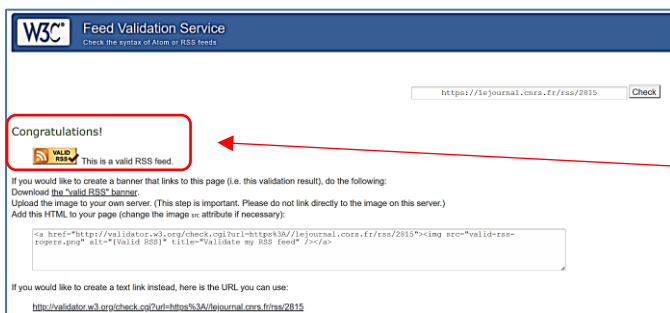 W3C® Feed Validation Service
Check the syntax of Atom or RSS feeds
https://lejournal.cnrs.fr/rss/2815 Check
Congratulations!
VALID RSS This is a valid RSS feed.
If you would like to create a banner that links to this page (i.e. this validation result), do the following:
Download the "valid RSS" banner.
Upload the image to your own server. (This step is important. Please do not link directly to the image on this server.)
Add this HTML to your page (change the image src attribute if necessary):
<a href="http://validator.w3.org/check.cgi?url=https%3A//lejournal.cnrs.fr/rss/2815"><img src="valid-rss-
rogers.png" alt="[Valid RSS]" title="Validate my RSS feed" /></a>
If you would like to create a text link instead, here is the URL you can use:
http://validator.w3.org/check.cgi?url=https%3A//lejournal.cnrs.fr/rss/2815